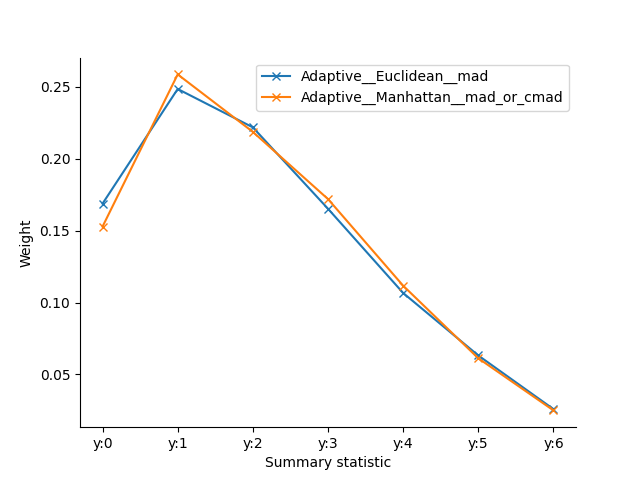 Adaptive__Euclidean__mad
Adaptive__Manhattan__mad_or_cmad
0.25
0.20
0.15
0.10
0.05
Weight
y:0 y:1 y:2 y:3 y:4 y:5 y:6
Summary statistic